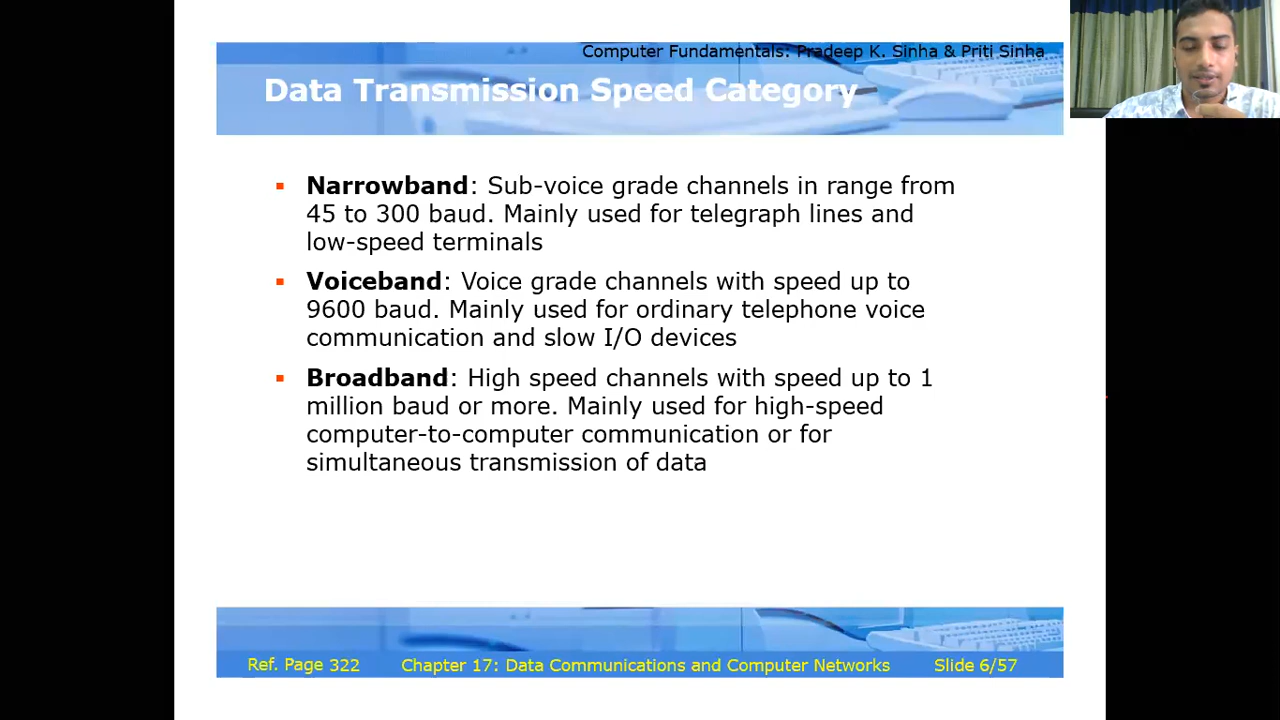 Computer Fundamentals: Pradeep K. Sinha & Priti Sinha
Data Transmission Speed Category
▪ Narrowband: Sub-voice grade channels in range from
45 to 300 baud. Mainly used for telegraph lines and
low-speed terminals
▪ Voiceband: Voice grade channels with speed up to
9600 baud. Mainly used for ordinary telephone voice
communication and slow I/O devices
▪ Broadband: High speed channels with speed up to 1
million baud or more. Mainly used for high-speed
computer-to-computer communication or for
simultaneous transmission of data
Ref. Page 322 Chapter 17: Data Communications and Computer Networks Slide 6/57